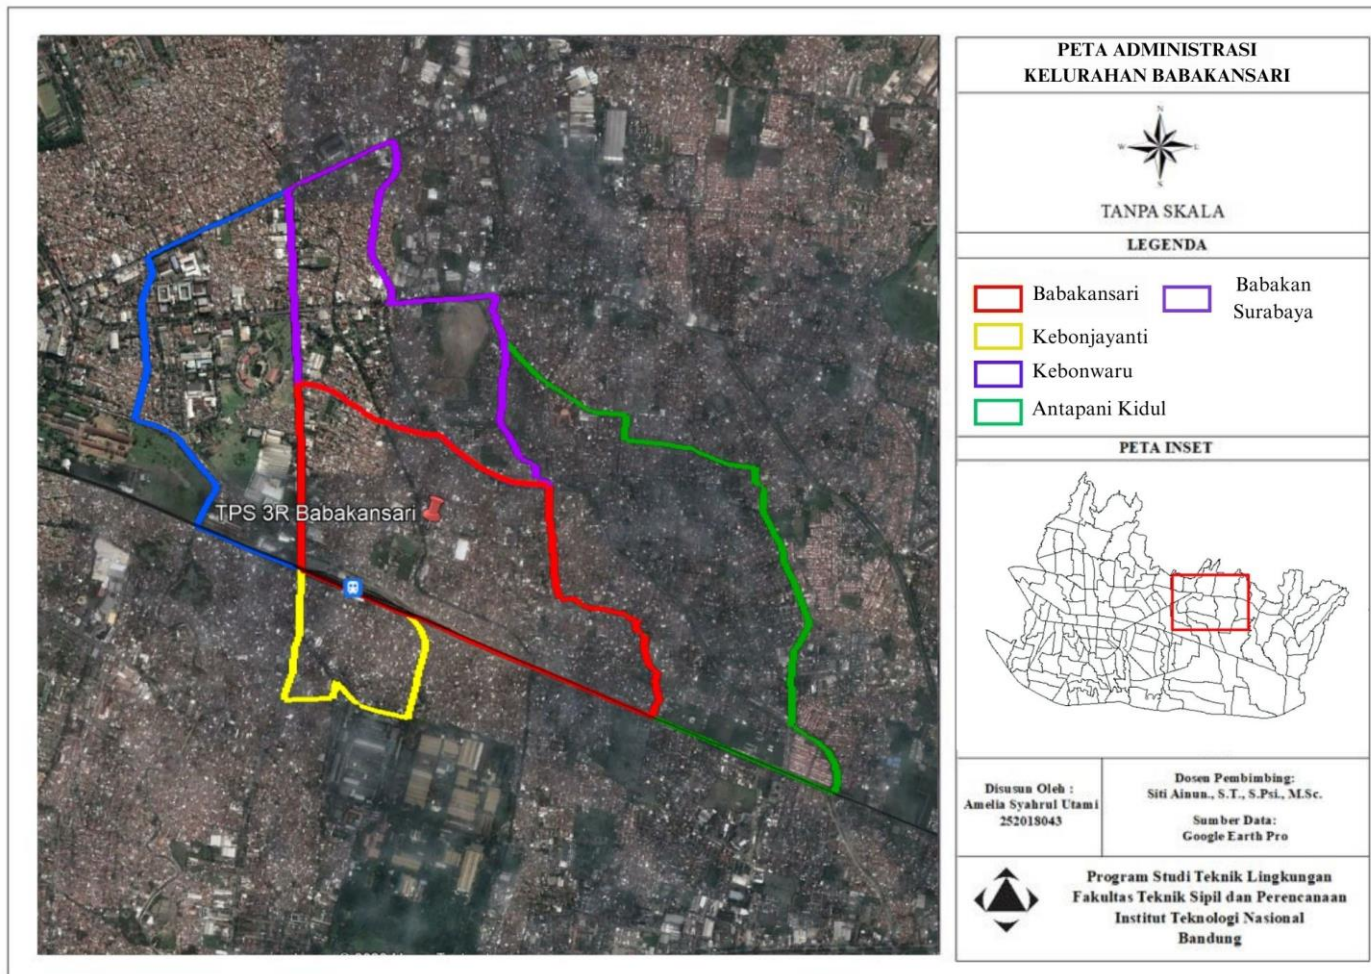 PETA ADMINISTRASI
KELURAHAN BABAKANSARI
N
W E
S
TANPA SKALA
LEGENDA
Babakansari
Babakan
Surabaya
Kebonjayanti
Kebonwaru
Antapani Kidul
PETA INSET
TPS 3R Babakansari
Disusun Oleh :
Amelia Syahrul Utami
252018043
Dosen Pembimbing:
Siti Ainun., S.T., S.Psi., M.Sc.
Sumber Data:
Google Earth Pro
Program Studi Teknik Lingkungan
Fakultas Teknik Sipil dan Perencanaan
Institut Teknologi Nasional
Bandung